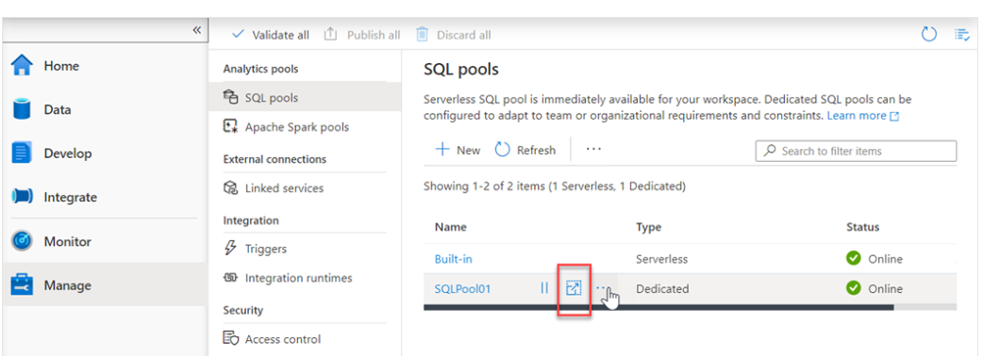 «
Validate all
Publish all
Discard all
Home
Data
Develop
Integrate
Monitor
Manage
Analytics pools
SQL pools
Apache Spark pools
External connections
Linked services
Integration
Triggers
Integration runtimes
Security
Access control
SQL pools
Serverless SQL pool is immediately available for your workspace. Dedicated SQL pools can be
configured to adapt to team or organizational requirements and constraints. Learn more
New
Refresh
...
Search to filter items
Showing 1-2 of 2 items (1 Serverless, 1 Dedicated)
Name Type Status
Built-in Serverless Online
SQLPool01 Dedicated Online